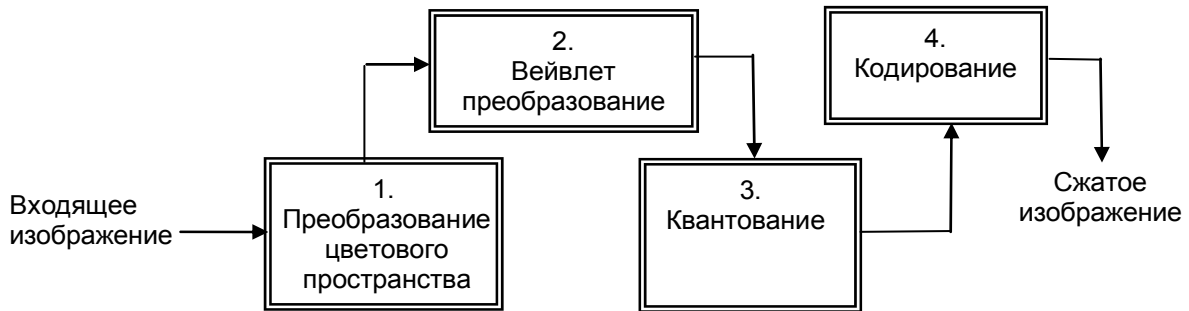 Входящее
изображение
1.
Преобразование
цветового
пространства
2.
Вейвлет
преобразование
3.
Квантование
4.
Кодирование
Сжатое
изображение